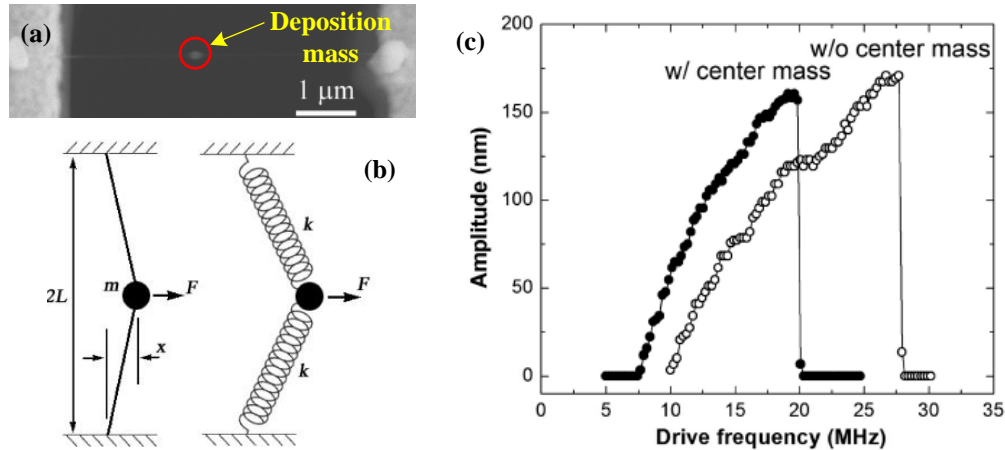 (a)
Deposition
mass
1 μm
(b)
2L
m
F
x
k
F
k
(c)
200
150
100
50
0
Amplitude (nm)
w/ center mass
w/o center mass
0 5 10 15 20 25 30 35
Drive frequency (MHz)